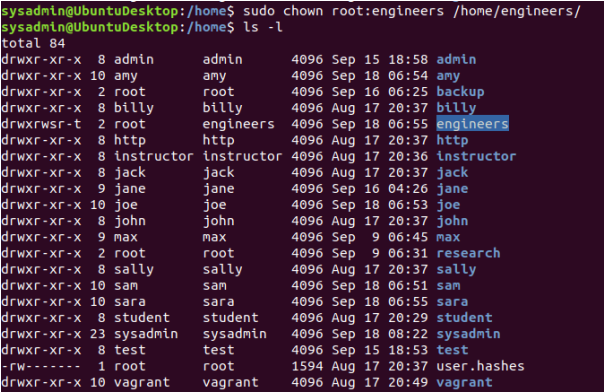 sysadmin@UbuntuDesktop:/home$ sudo chown root:engineers /home/engineers/
sysadmin@UbuntuDesktop:/home$ ls -l
total 84
drwxr-xr-x  8 admin      admin      4096 Sep 15 18:58 admin
drwxr-xr-x 10 amy        amy        4096 Sep 18 06:54 amy
drwxr-xr-x  2 root       root       4096 Sep 16 06:25 backup
drwxr-xr-x  8 billy      billy      4096 Aug 17 20:37 billy
drwxrwsr-t  2 root       engineers  4096 Sep 18 06:55 engineers
drwxr-xr-x  8 http       http       4096 Aug 17 20:37 http
drwxr-xr-x  8 instructor instructor 4096 Aug 17 20:36 instructor
drwxr-xr-x  8 jack       jack       4096 Aug 17 20:37 jack
drwxr-xr-x  9 jane       jane       4096 Sep 16 04:26 jane
drwxr-xr-x 10 joe        joe        4096 Sep 18 06:53 joe
drwxr-xr-x  8 john       john       4096 Aug 17 20:37 john
drwxr-xr-x  9 max        max        4096 Sep  9 06:45 max
drwxr-xr-x  2 root       root       4096 Sep  9 06:31 research
drwxr-xr-x  8 sally      sally      4096 Aug 17 20:37 sally
drwxr-xr-x 10 sam        sam        4096 Sep 18 06:51 sam
drwxr-xr-x 10 sara       sara       4096 Sep 18 06:55 sara
drwxr-xr-x  8 student    student    4096 Aug 17 20:29 student
drwxr-xr-x 23 sysadmin   sysadmin   4096 Sep 18 08:22 sysadmin
drwxr-xr-x  8 test       test       4096 Sep 15 18:53 test
-rw-------  1 root       root       1594 Aug 17 20:37 user.hashes
drwxr-xr-x 10 vagrant    vagrant    4096 Aug 17 20:49 vagrant